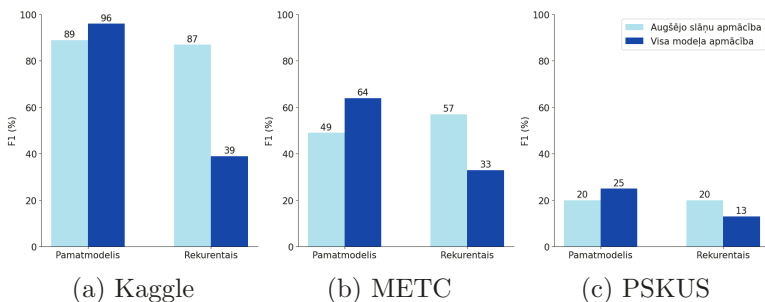 100
80
60
40
20
0
F1 (%)
89
96
87
39
Pamatmodelis
Rekurentais
(a) Kaggle
100
80
60
40
20
0
F1 (%)
49
64
57
33
Pamatmodelis
Rekurentais
(b) METC
100
80
60
40
20
0
F1 (%)
Augšējo slāņu apmācība
Visa modeļa apmācība
20
25
20
13
Pamatmodelis
Rekurentais
(c) PSKUS